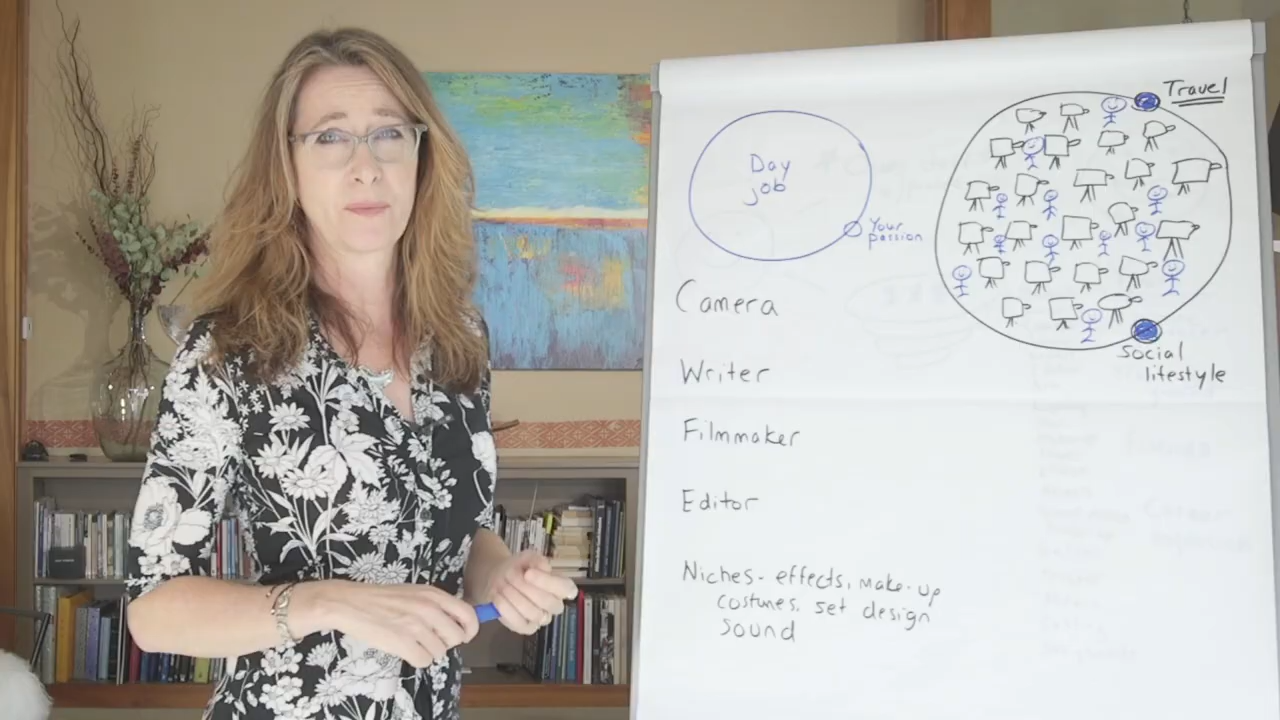 Travel
Day
job
Your
passion
Camera
social
lifestyle
Writer
Filmmaker
Editor
Niches - effects, make-up
costumes, set design
sound